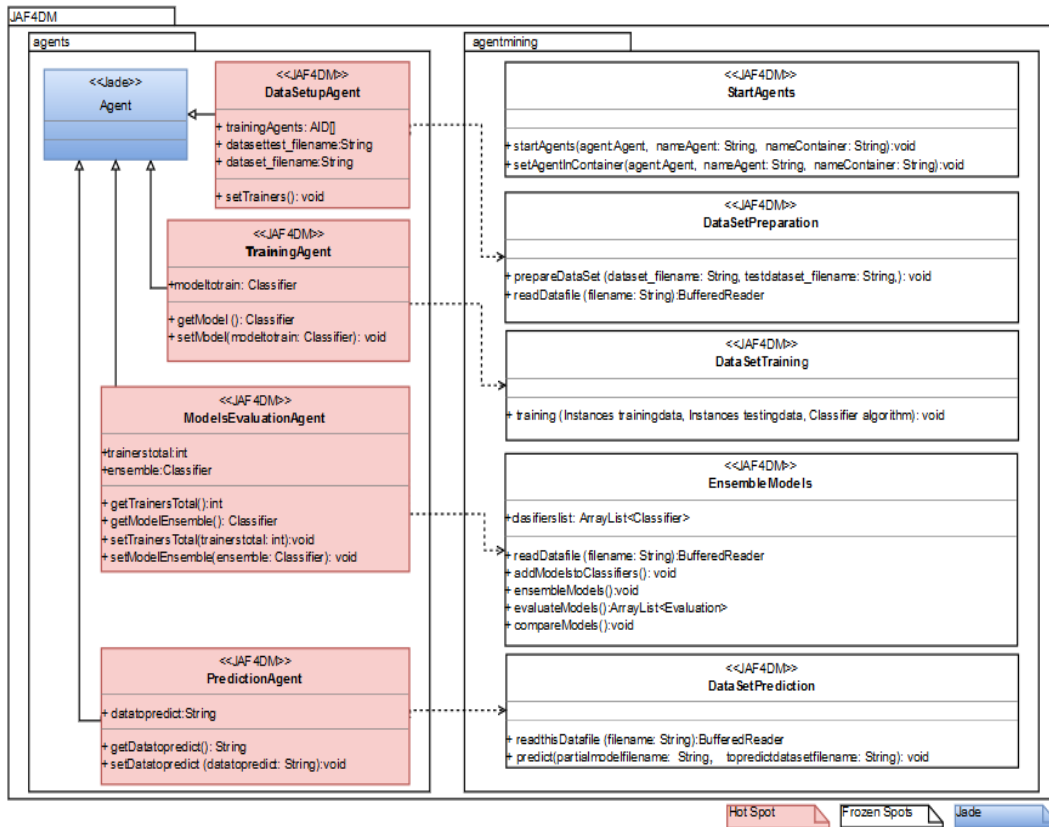 JAF4DM
agents
<<Jade>>
Agent
<<JAF4DM>>
DataSetupAgent
+ trainingAgents: AID[]
+ datasettest_filename:String
+ dataset_filename:String
+ setTrainers(): void
<<JAF4DM>>
TrainingAgent
+modeltotrain: Classifier
+ getModel (): Classifier
+ setModel(modeltotrain: Classifier): void
<<JAF4DM>>
ModelsEvaluationAgent
+trainerstotal:int
+ensemble:Classifier
+ getTrainersTotal():int
+ getModelEnsemble(): Classifier
+ setTrainersTotal(trainerstotal: int):void
+ setModelEnsemble(ensemble: Classifier): void
<<JAF4DM>>
PredictionAgent
+ datatopredict:String
+ getDatatopredict(): String
+ setDatatopredict (datatopredict: String):void
agentmining
<<JAF4DM>>
StartAgents
+ startAgents(agent:Agent, nameAgent: String, nameContainer: String):void
+ setAgentInContainer(agent:Agent, nameAgent: String, nameContainer: String):void
<<JAF4DM>>
DataSetPreparation
+ prepareDataSet (dataset_filename: String, testdataset_filename: String,): void
+ readDatafile (filename: String):BufferedReader
<<JAF4DM>>
DataSetTraining
+ training (Instances trainingdata, Instances testingdata, Classifier algorithm): void
<<JAF4DM>>
EnsembleModels
+clasifierslist: ArrayList<Classifier>
+ readDatafile (filename: String):BufferedReader
+ addModelstoClassifiers(): void
+ ensembleModels():void
+ evaluateModels():ArrayList<Evaluation>
+ compareModels():void
<<JAF4DM>>
DataSetPrediction
+ readthisDatafile (filename: String):BufferedReader
+ predict(partialmodelfilename: String, topredictdatasetfilename: String): void
Hot Spot
Frozen Spots
Jade